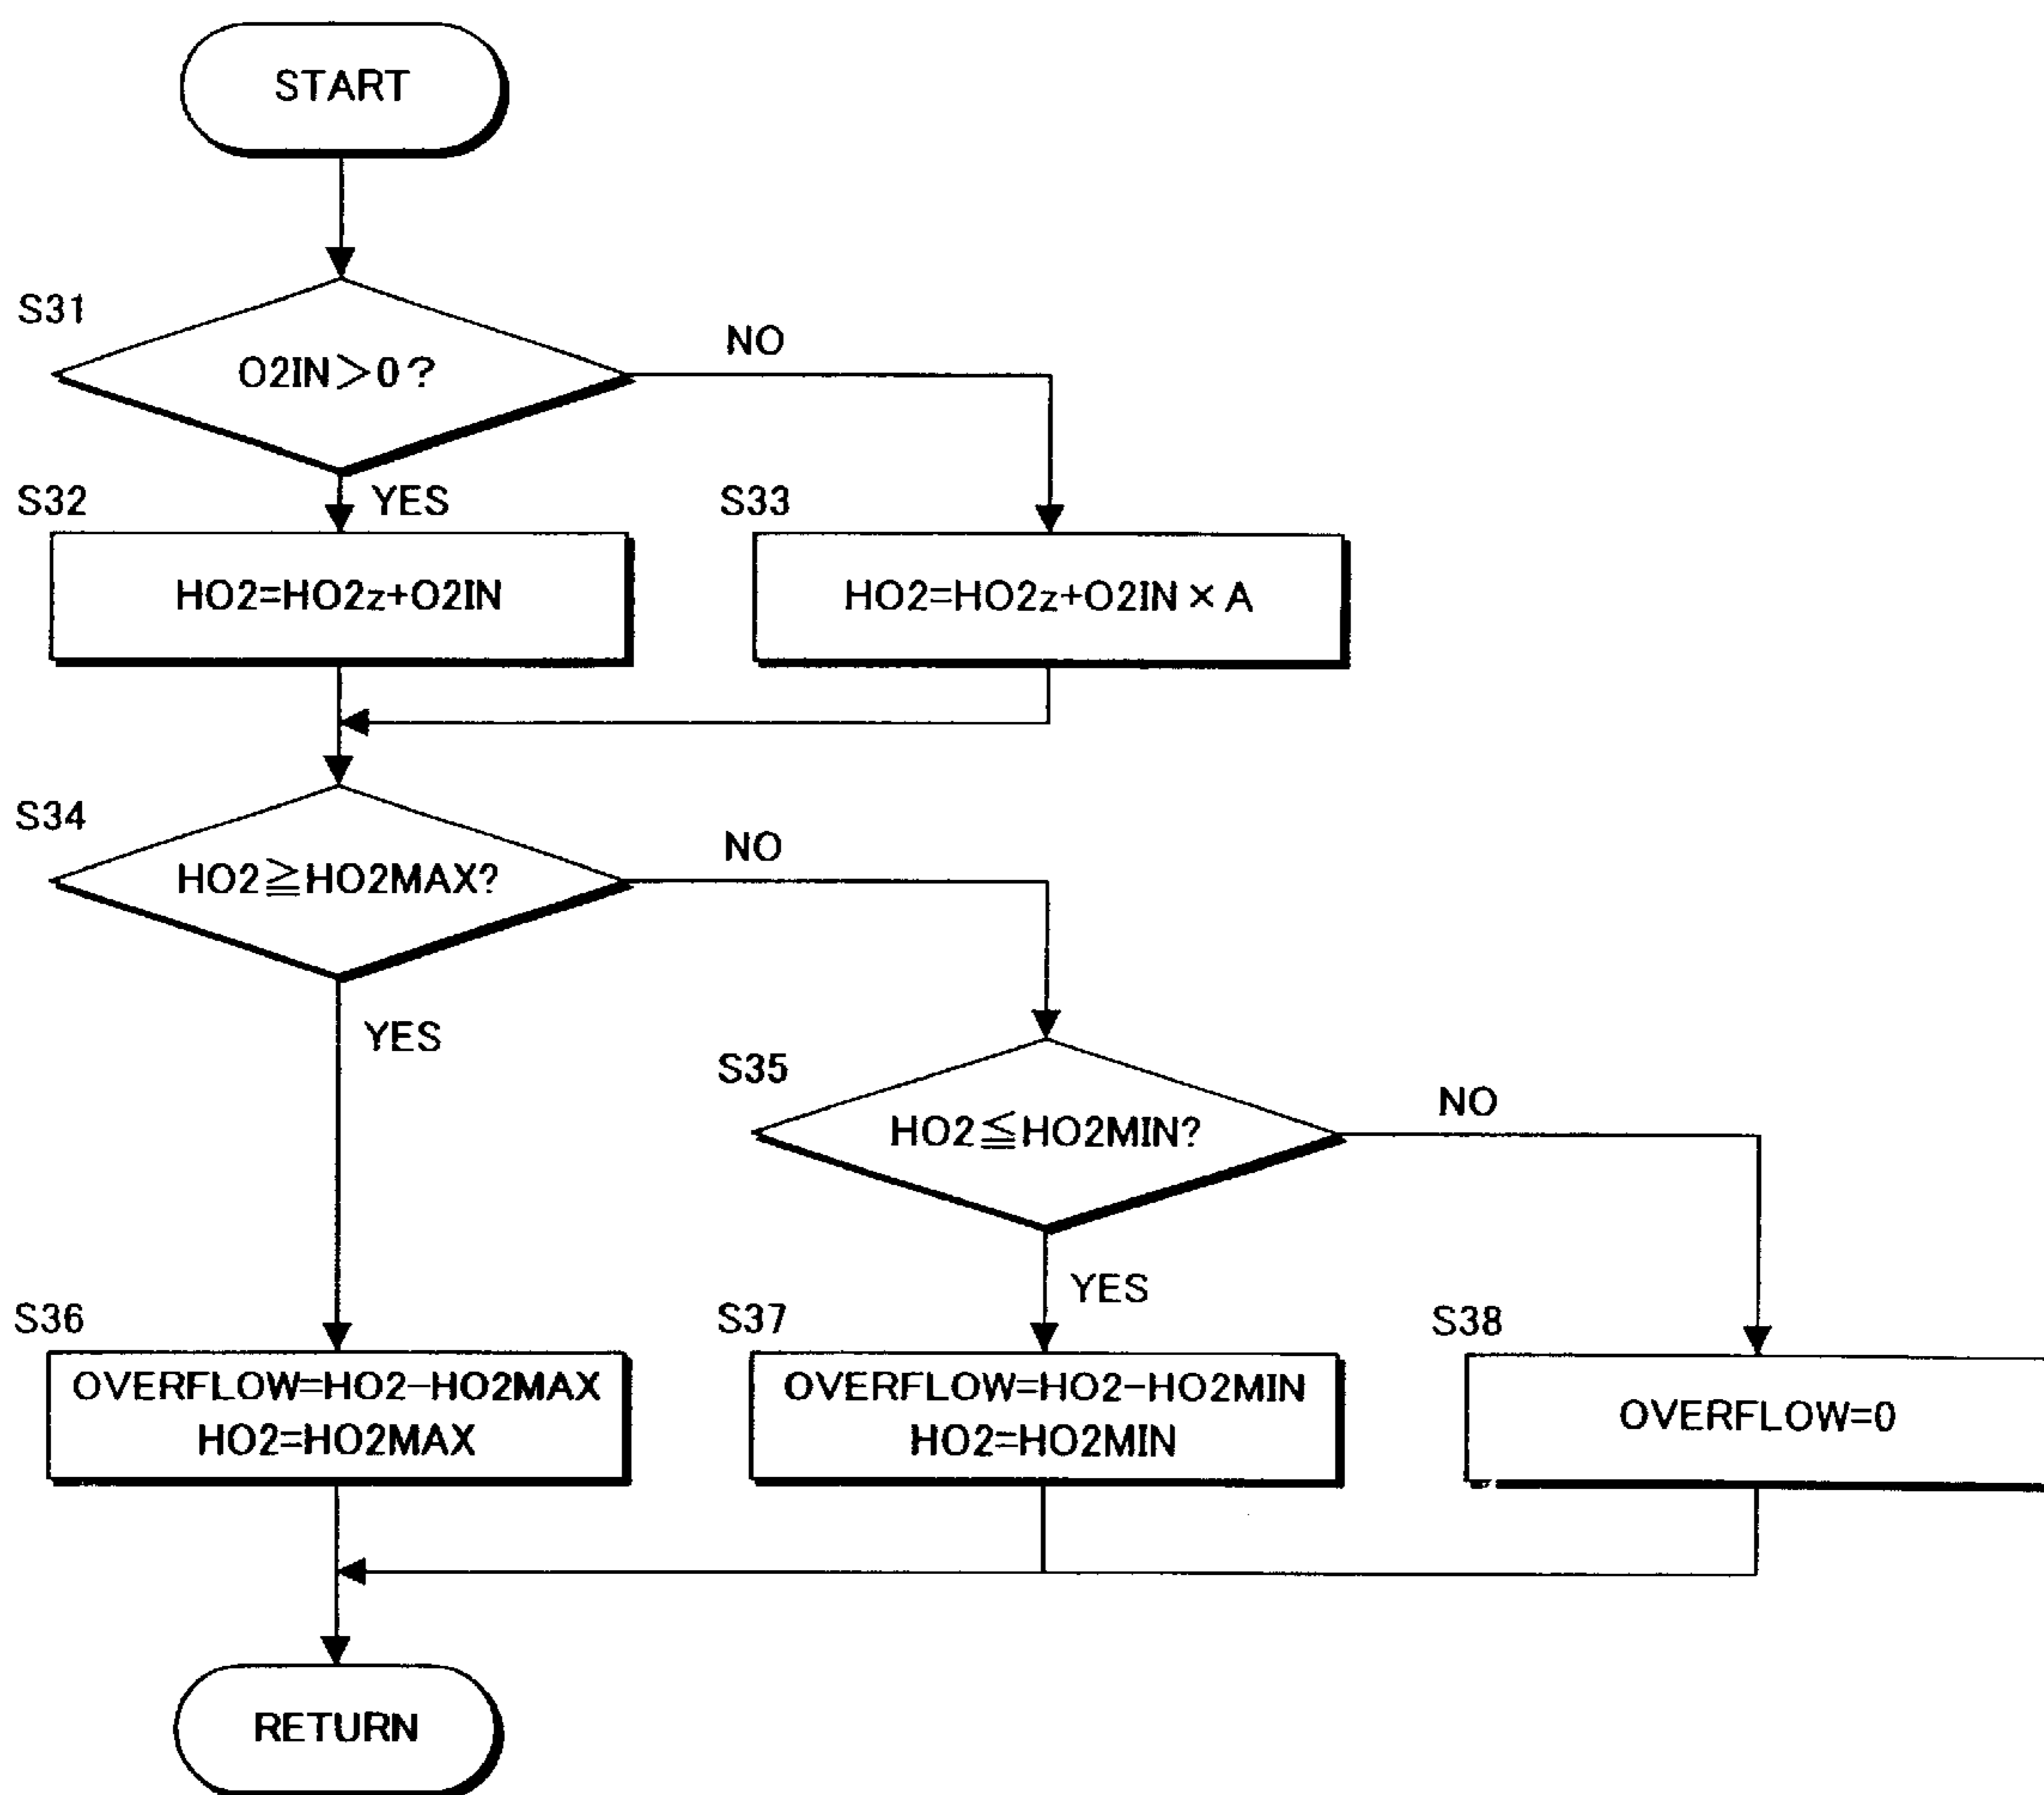 START
S31
O2IN>0?
NO
S32
YES
S33
HO2=HO2z+O2IN
HO2=HO2z+O2IN×A
S34
HO2≧HO2MAX?
NO
YES
S35
HO2≦HO2MIN?
NO
YES
S36
OVERFLOW=HO2-HO2MAX
HO2=HO2MAX
S37
OVERFLOW=HO2-HO2MIN
HO2=HO2MIN
S38
OVERFLOW=0
RETURN